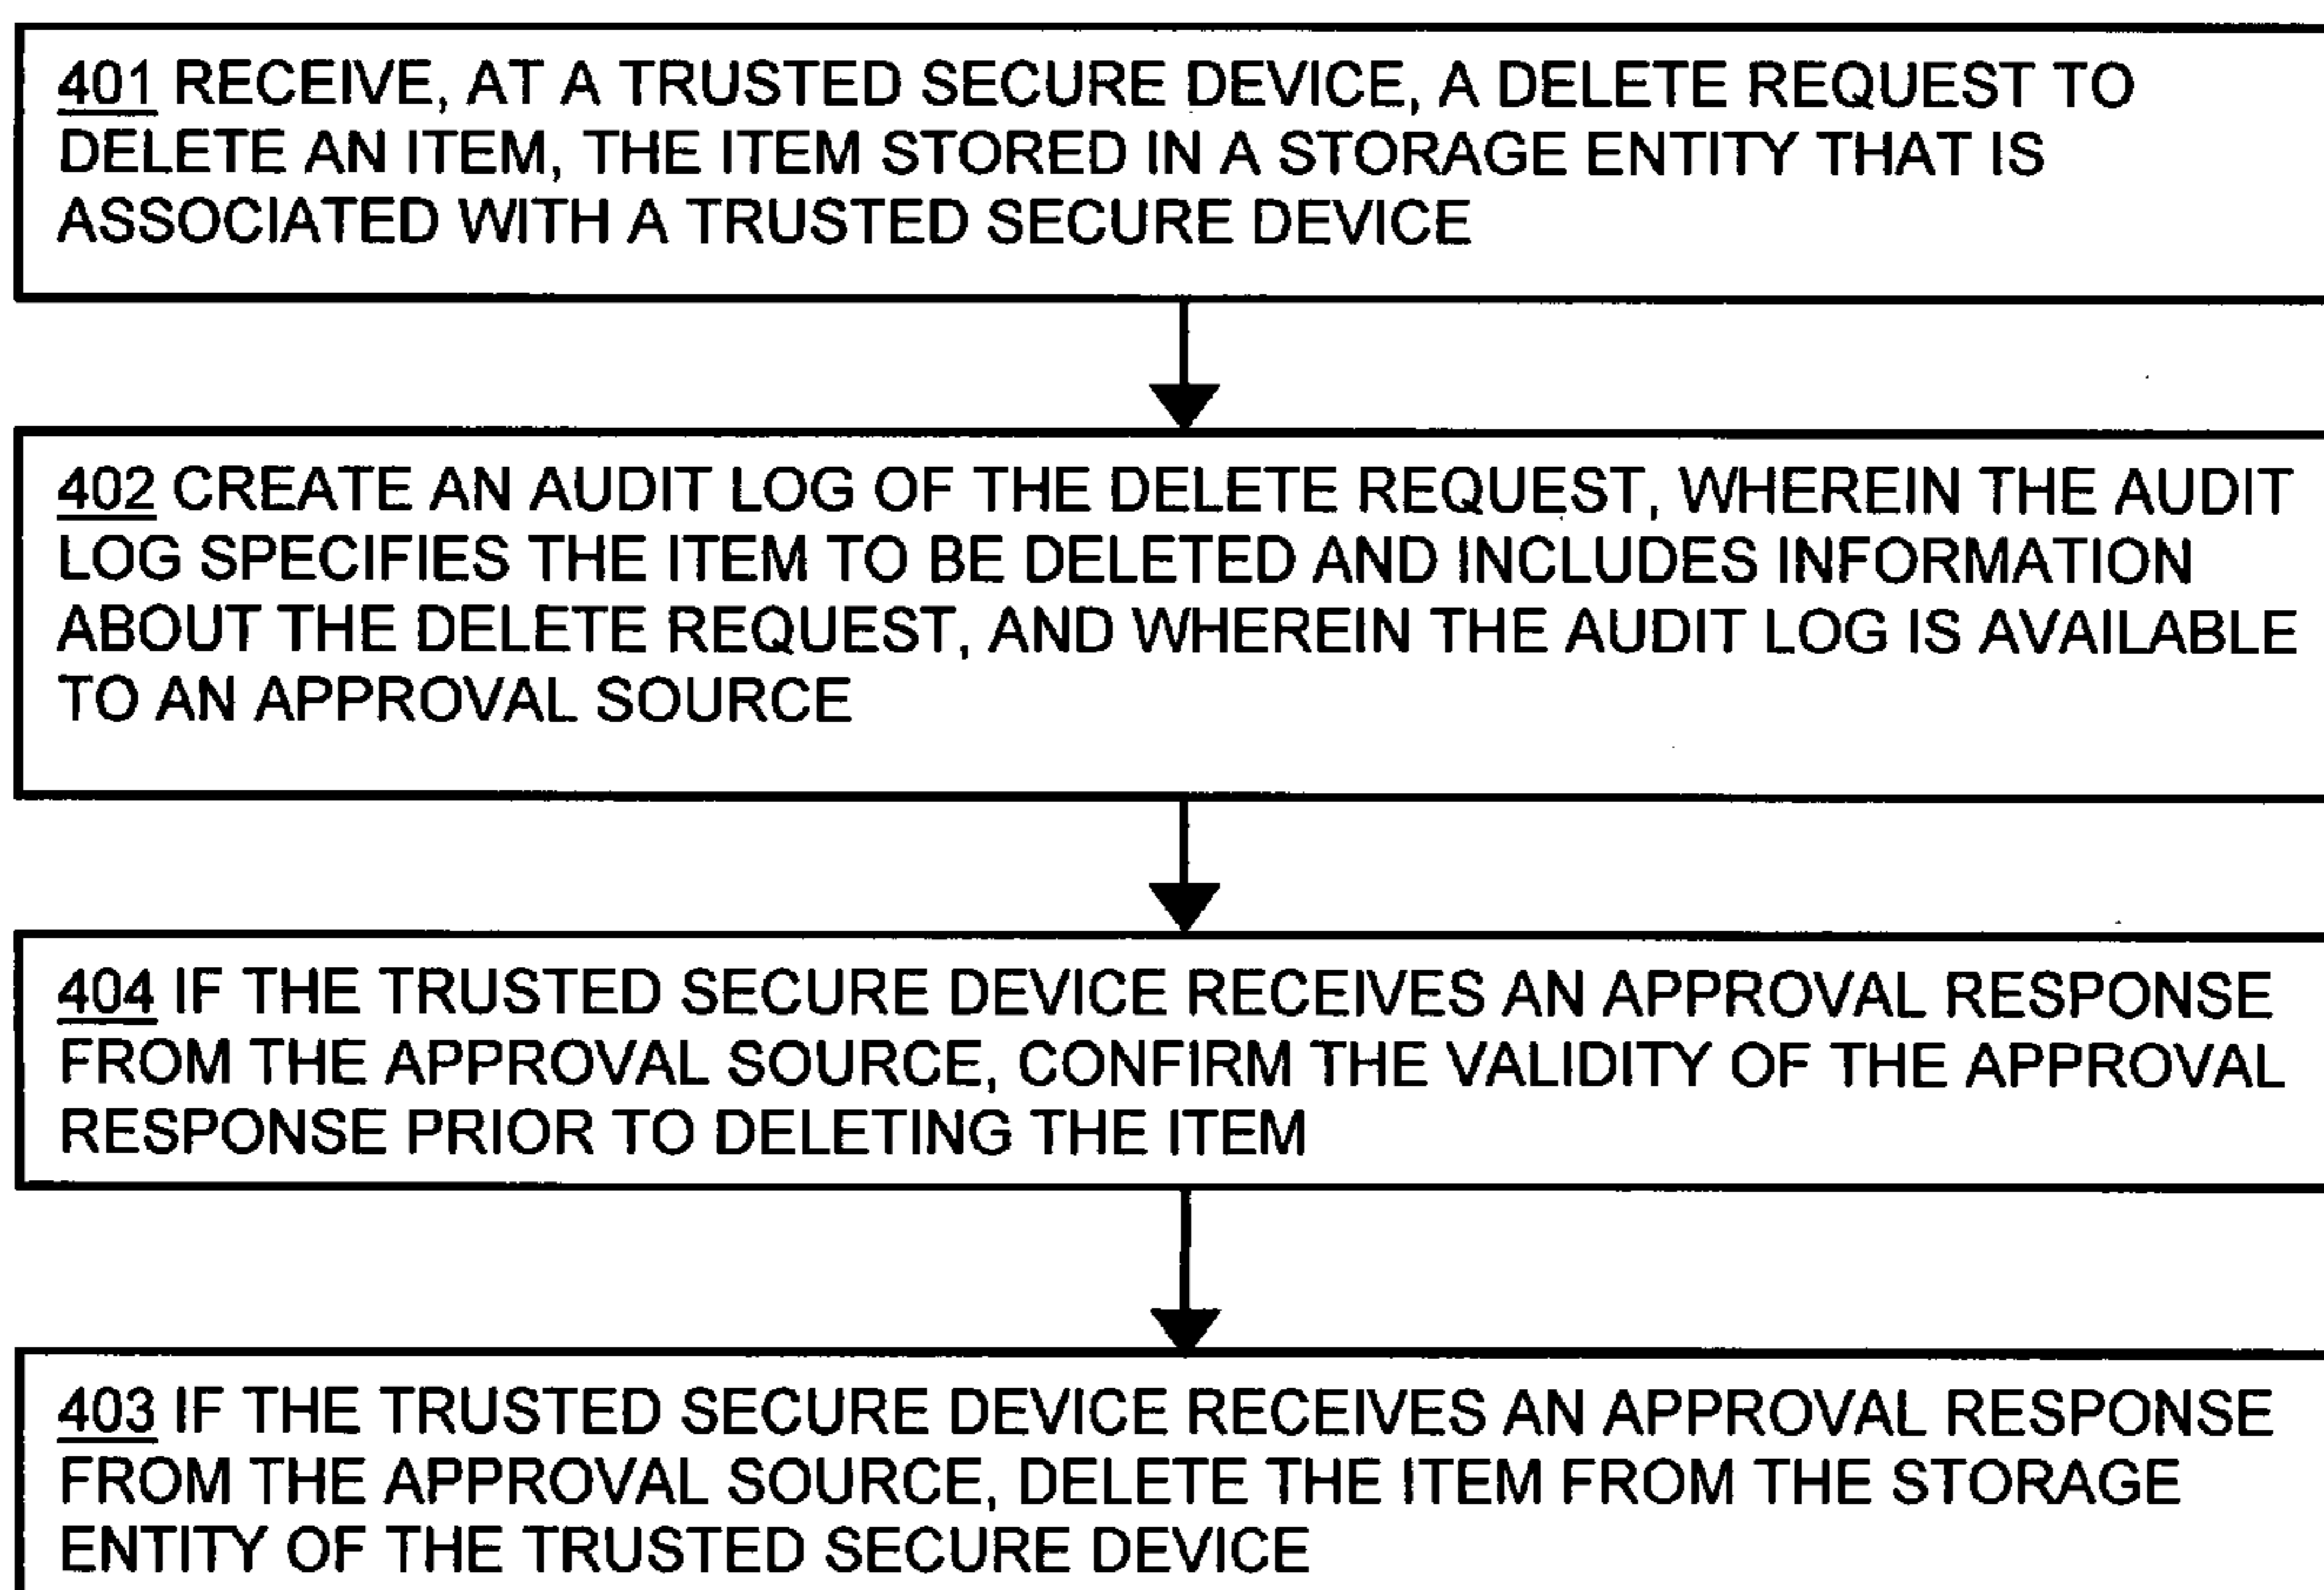 401 RECEIVE, AT A TRUSTED SECURE DEVICE, A DELETE REQUEST TO
DELETE AN ITEM, THE ITEM STORED IN A STORAGE ENTITY THAT IS
ASSOCIATED WITH A TRUSTED SECURE DEVICE
402 CREATE AN AUDIT LOG OF THE DELETE REQUEST, WHEREIN THE AUDIT
LOG SPECIFIES THE ITEM TO BE DELETED AND INCLUDES INFORMATION
ABOUT THE DELETE REQUEST, AND WHEREIN THE AUDIT LOG IS AVAILABLE
TO AN APPROVAL SOURCE
404 IF THE TRUSTED SECURE DEVICE RECEIVES AN APPROVAL RESPONSE
FROM THE APPROVAL SOURCE, CONFIRM THE VALIDITY OF THE APPROVAL
RESPONSE PRIOR TO DELETING THE ITEM
403 IF THE TRUSTED SECURE DEVICE RECEIVES AN APPROVAL RESPONSE
FROM THE APPROVAL SOURCE, DELETE THE ITEM FROM THE STORAGE
ENTITY OF THE TRUSTED SECURE DEVICE